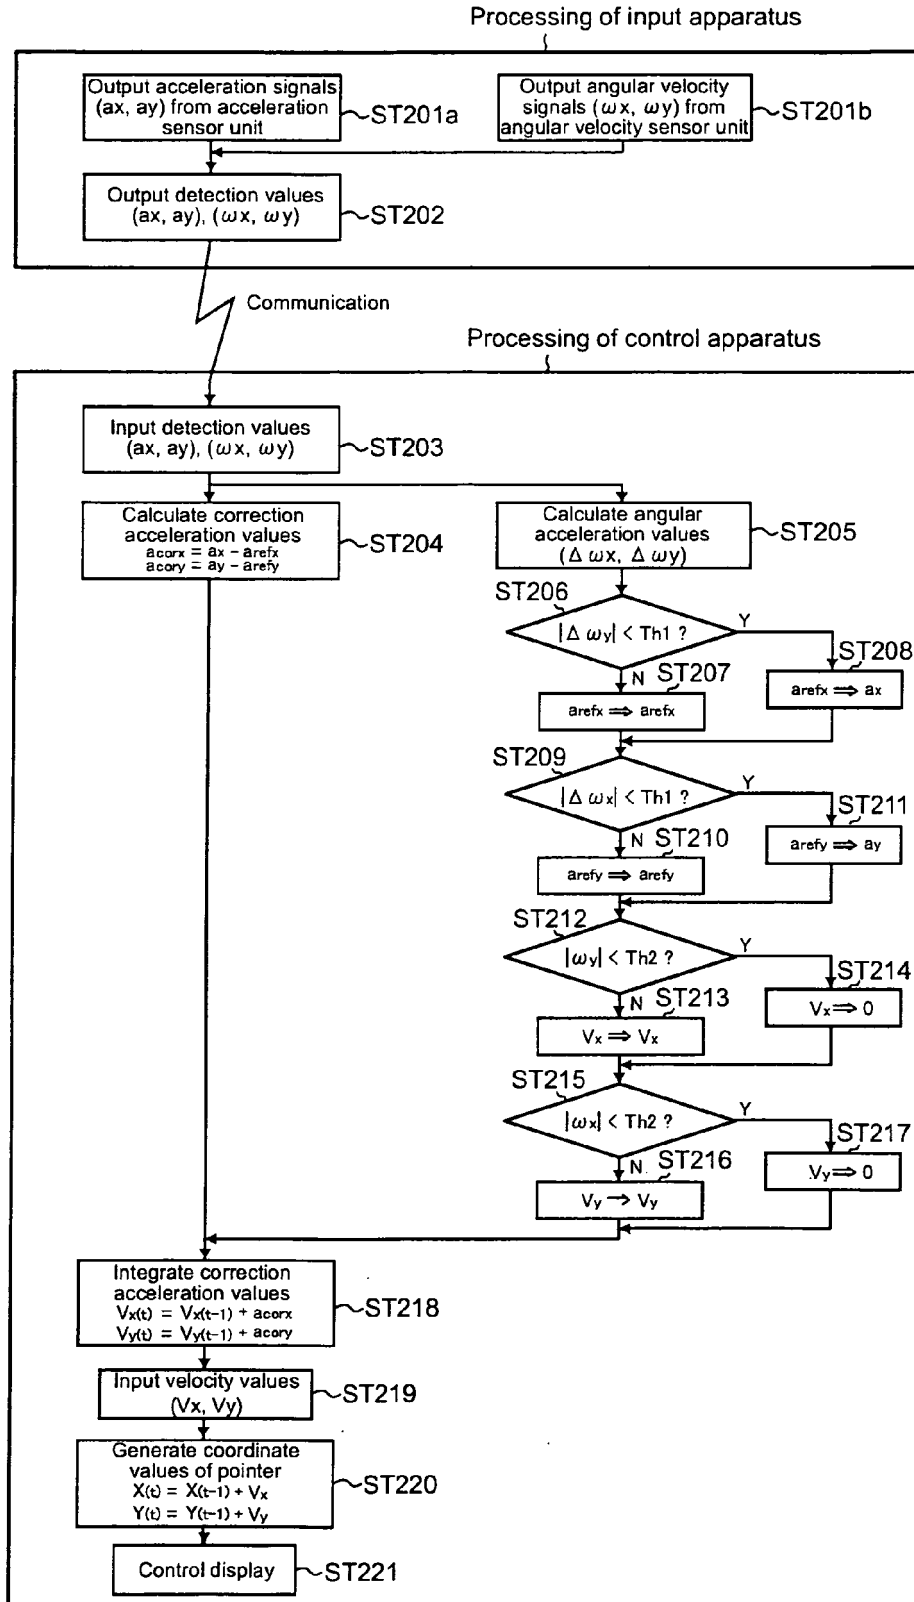 Processing of input apparatus
Output acceleration signals
(ax, ay) from acceleration
sensor unit
ST201a
Output angular velocity
signals (ωx, ωy) from
angular velocity sensor unit
ST201b
Output detection values
(ax, ay), (ωx, ωy)
ST202
Communication
Processing of control apparatus
Input detection values
(ax, ay), (ωx, ωy)
ST203
Calculate correction
acceleration values
acorx = ax − arefx
acory = ay − arefy
ST204
Calculate angular
acceleration values
(Δωx, Δωy)
ST205
ST206
|Δωy| < Th1 ?
Y
N
ST207
arefx ⇒ arefx
ST208
arefx ⇒ ax
ST209
|Δωx| < Th1 ?
Y
N
ST210
arefy ⇒ arefy
ST211
arefy ⇒ ay
ST212
|ωy| < Th2 ?
Y
N
ST213
Vx ⇒ Vx
ST214
Vx ⇒ 0
ST215
|ωx| < Th2 ?
Y
N
ST216
Vy → Vy
ST217
Vy ⇒ 0
Integrate correction
acceleration values
Vx(t) = Vx(t-1) + acorx
Vy(t) = Vy(t-1) + acory
ST218
Input velocity values
(Vx, Vy)
ST219
Generate coordinate
values of pointer
X(t) = X(t-1) + Vx
Y(t) = Y(t-1) + Vy
ST220
Control display
ST221